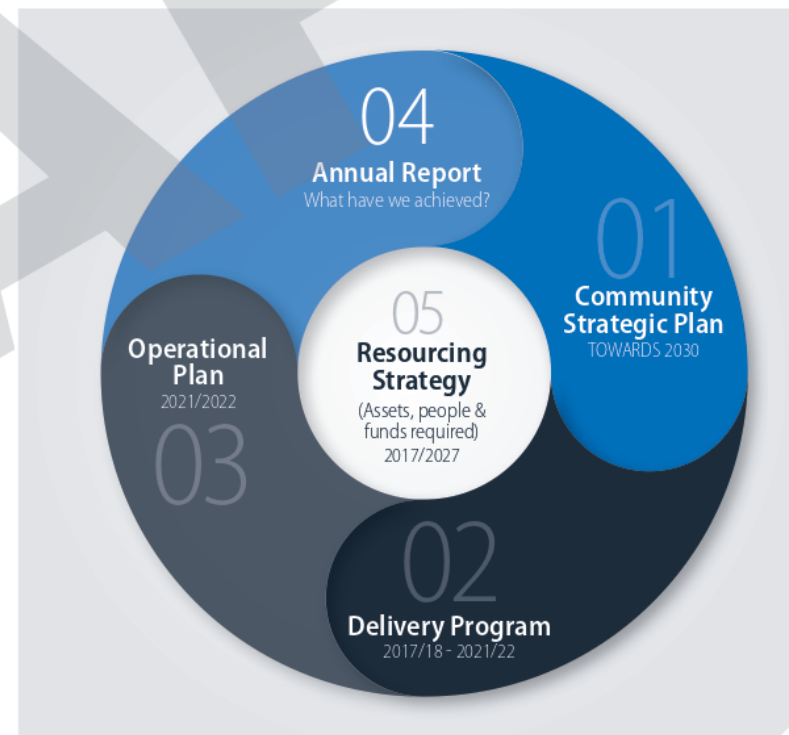 04
Annual Report
What have we achieved?
01
Community
Strategic Plan
TOWARDS 2030
05
Resourcing
Strategy
(Assets, people &
funds required)
2017/2027
Operational
Plan
2021/2022
03
02
Delivery Program
2017/18 - 2021/22